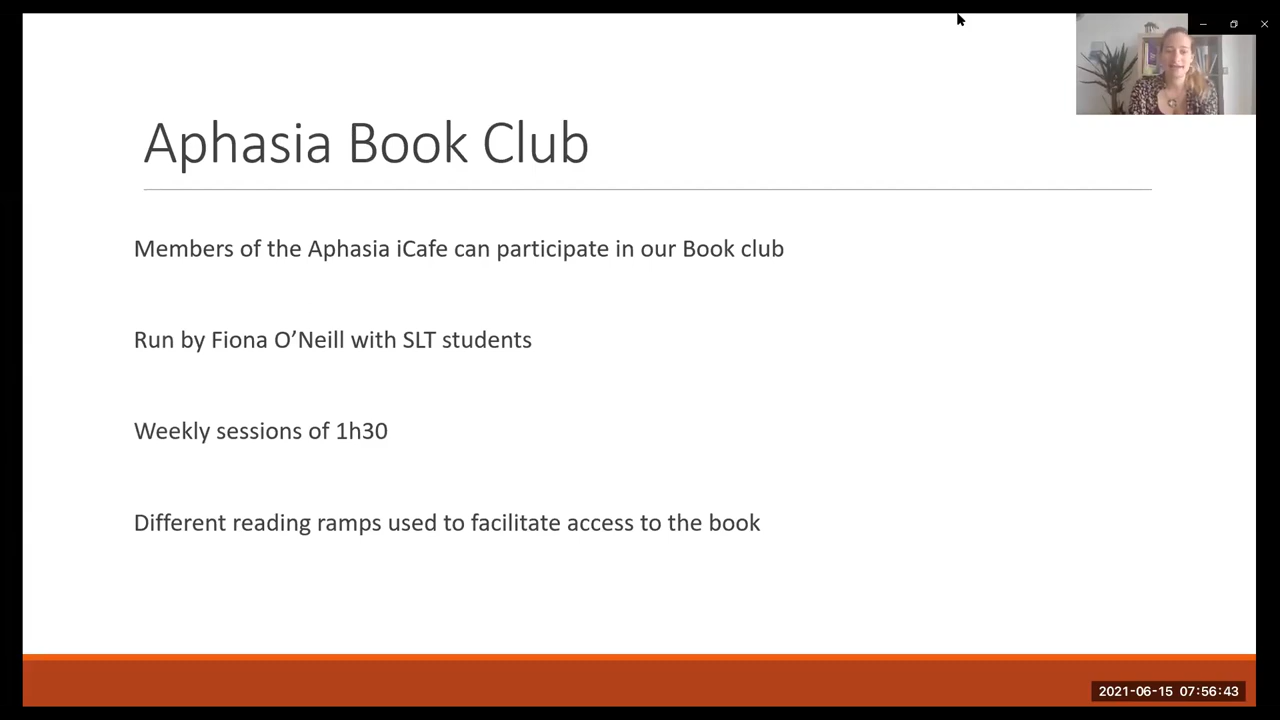 Aphasia Book Club
Members of the Aphasia iCafe can participate in our Book club
Run by Fiona O’Neill with SLT students
Weekly sessions of 1h30
Different reading ramps used to facilitate access to the book
2021-06-15 07:56:43